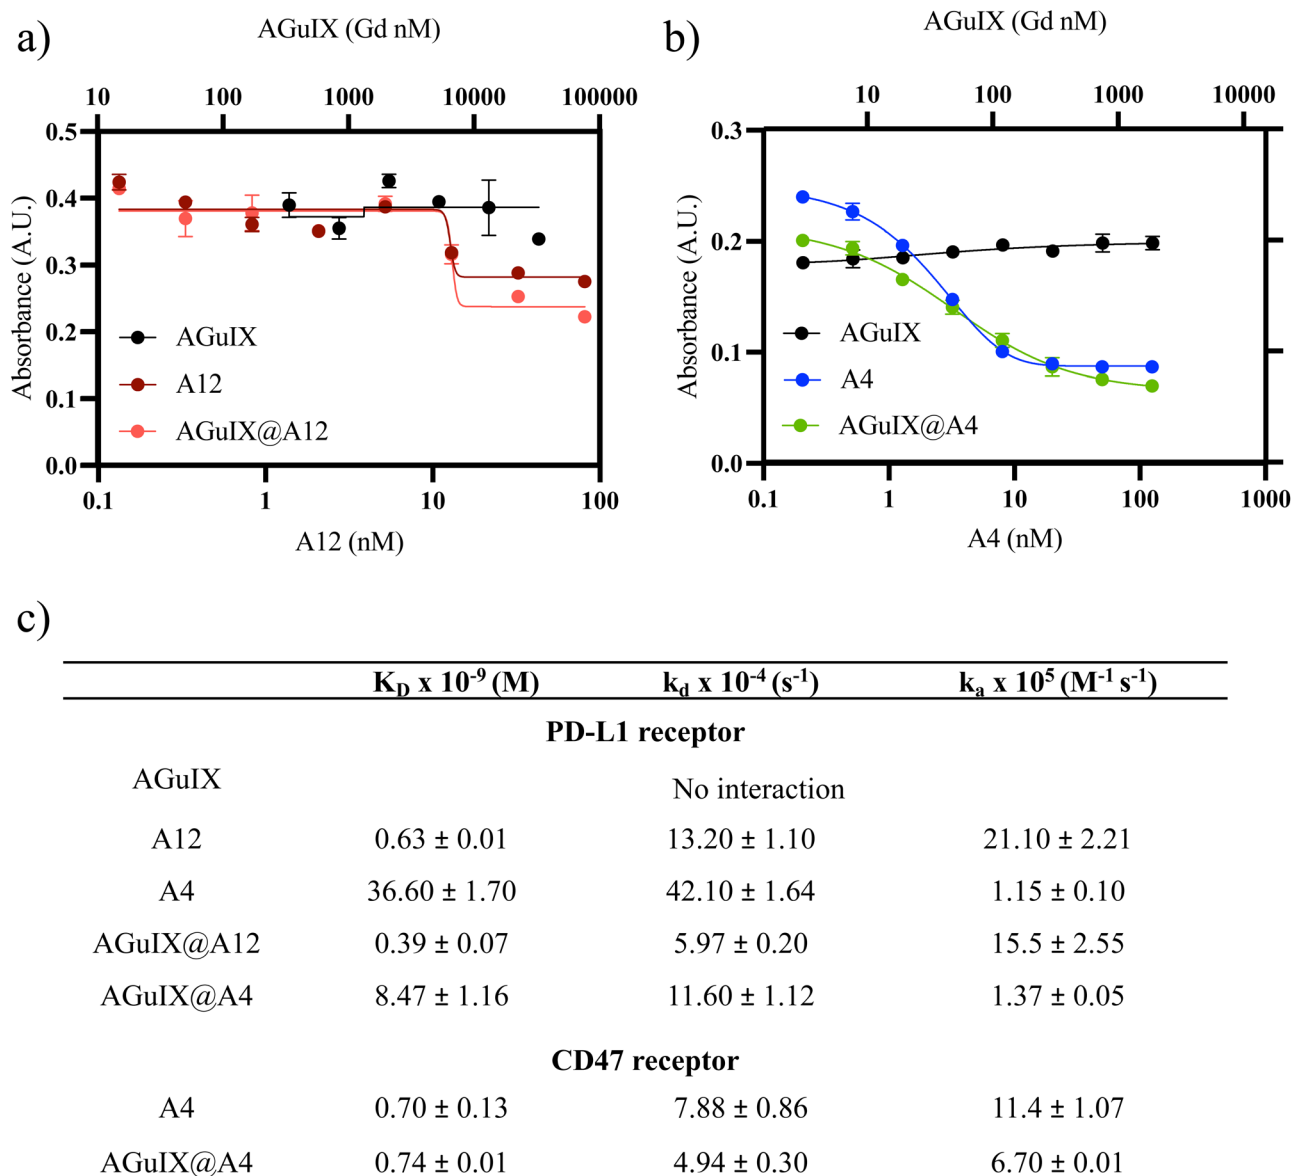 a)
AGuIX (Gd nM)
10 100 1000 10000 100000
0.5
0.4
0.3
0.2
0.1
0.0
Absorbance (A.U.)
AGuIX
A12
AGuIX@A12
0.1 1 10 100
A12 (nM)
b)
AGuIX (Gd nM)
10 100 1000 10000
0.3
0.2
0.1
0.0
Absorbance (A.U.)
AGuIX
A4
AGuIX@A4
0.1 1 10 100 1000
A4 (nM)
c)
K_D x 10⁻⁹ (M) k_d x 10⁻⁴ (s⁻¹) k_a x 10⁵ (M⁻¹ s⁻¹)
PD-L1 receptor
AGuIX No interaction
A12 0.63 ± 0.01 13.20 ± 1.10 21.10 ± 2.21
A4 36.60 ± 1.70 42.10 ± 1.64 1.15 ± 0.10
AGuIX@A12 0.39 ± 0.07 5.97 ± 0.20 15.5 ± 2.55
AGuIX@A4 8.47 ± 1.16 11.60 ± 1.12 1.37 ± 0.05
CD47 receptor
A4 0.70 ± 0.13 7.88 ± 0.86 11.4 ± 1.07
AGuIX@A4 0.74 ± 0.01 4.94 ± 0.30 6.70 ± 0.01